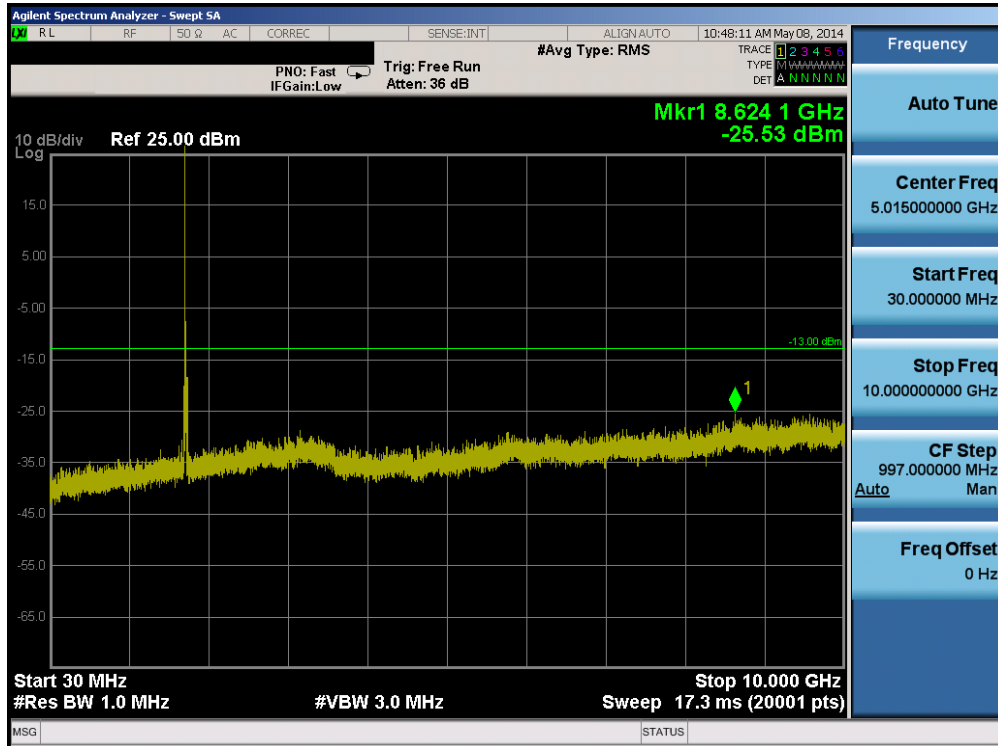 Agilent Spectrum Analyzer - Swept SA
LXI RL RF 50 Ω AC CORREC SENSE:INT ALIGN AUTO 10:48:11 AM May 08, 2014
#Avg Type: RMS TRACE 1 2 3 4 5 6
PNO: Fast Trig: Free Run TYPE M WWWWW
IFGain:Low Atten: 36 dB DET A N N N N N
Mkr1 8.624 1 GHz
10 dB/div Ref 25.00 dBm -25.53 dBm
Log
15.0
5.00
-5.00
-13.00 dBm
-15.0
1
-25.0
-35.0
-45.0
-55.0
-65.0
Start 30 MHz Stop 10.000 GHz
#Res BW 1.0 MHz #VBW 3.0 MHz Sweep 17.3 ms (20001 pts)
MSG STATUS
Frequency
Auto Tune
Center Freq
5.015000000 GHz
Start Freq
30.000000 MHz
Stop Freq
10.000000000 GHz
CF Step
997.000000 MHz
Auto Man
Freq Offset
0 Hz